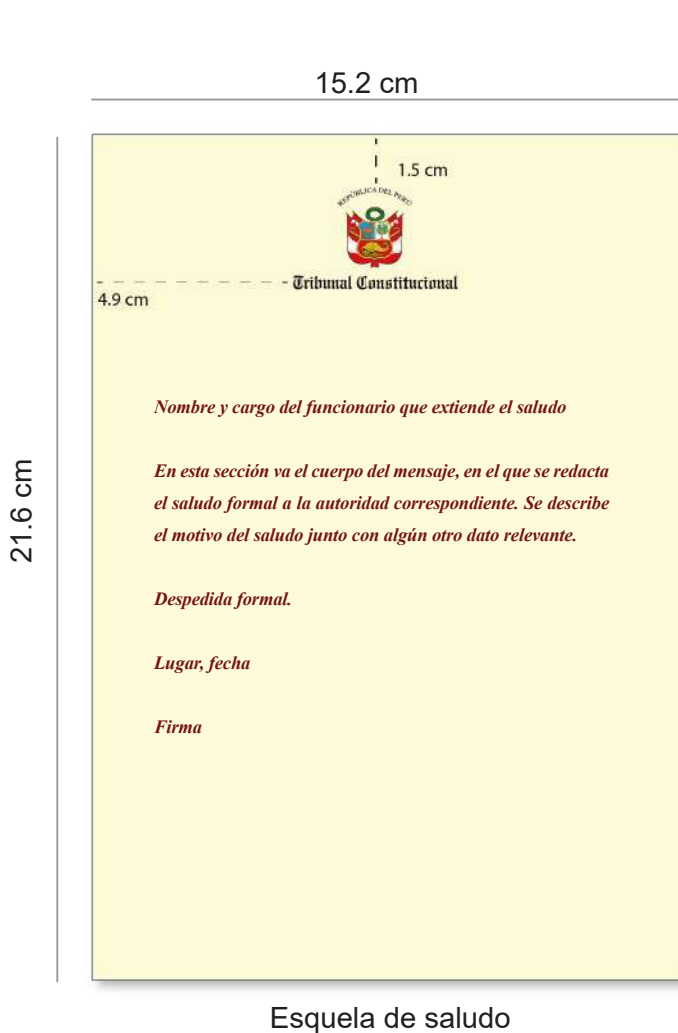 15.2 cm
1.5 cm
REPÚBLICA DEL PERÚ
Tribunal Constitucional
4.9 cm
21.6 cm
Nombre y cargo del funcionario que extiende el saludo
En esta sección va el cuerpo del mensaje, en el que se redacta
el saludo formal a la autoridad correspondiente. Se describe
el motivo del saludo junto con algún otro dato relevante.
Despedida formal.
Lugar, fecha
Firma
Esquela de saludo